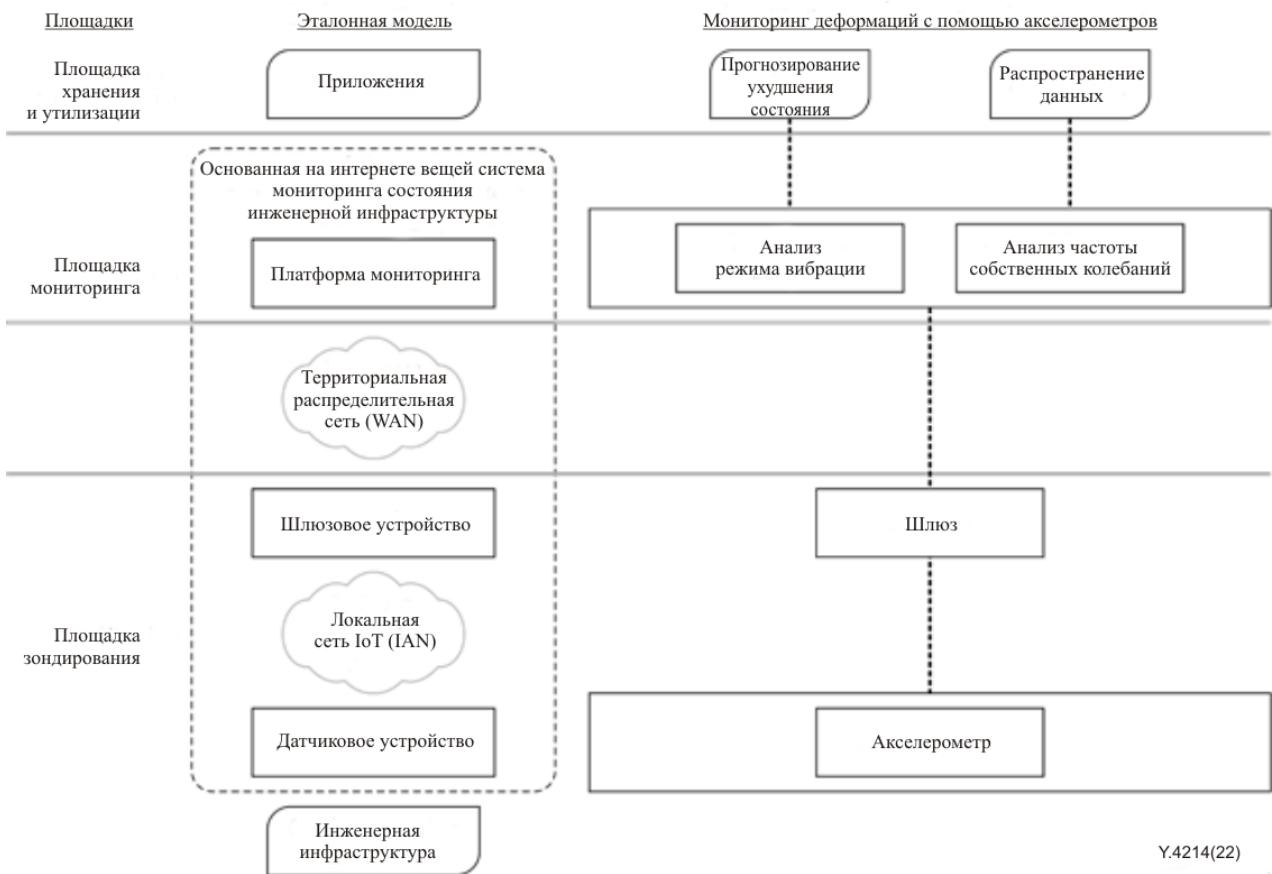 Площадки
Эталонная модель
Мониторинг деформаций с помощью акселерометров
Площадка
хранения
и утилизации
Приложения
Прогнозирование
ухудшения
состояния
Распространение
данных
Основанная на интернете вещей система
мониторинга состояния
инженерной инфраструктуры
Площадка
мониторинга
Платформа мониторинга
Анализ
режима вибрации
Анализ частоты
собственных колебаний
Территориальная
распределительная
сеть (WAN)
Площадка
зондирования
Шлюзовое устройство
Шлюз
Локальная
сеть IoT (IAN)
Датчиковое устройство
Акселерометр
Инженерная
инфраструктура
Y.4214(22)